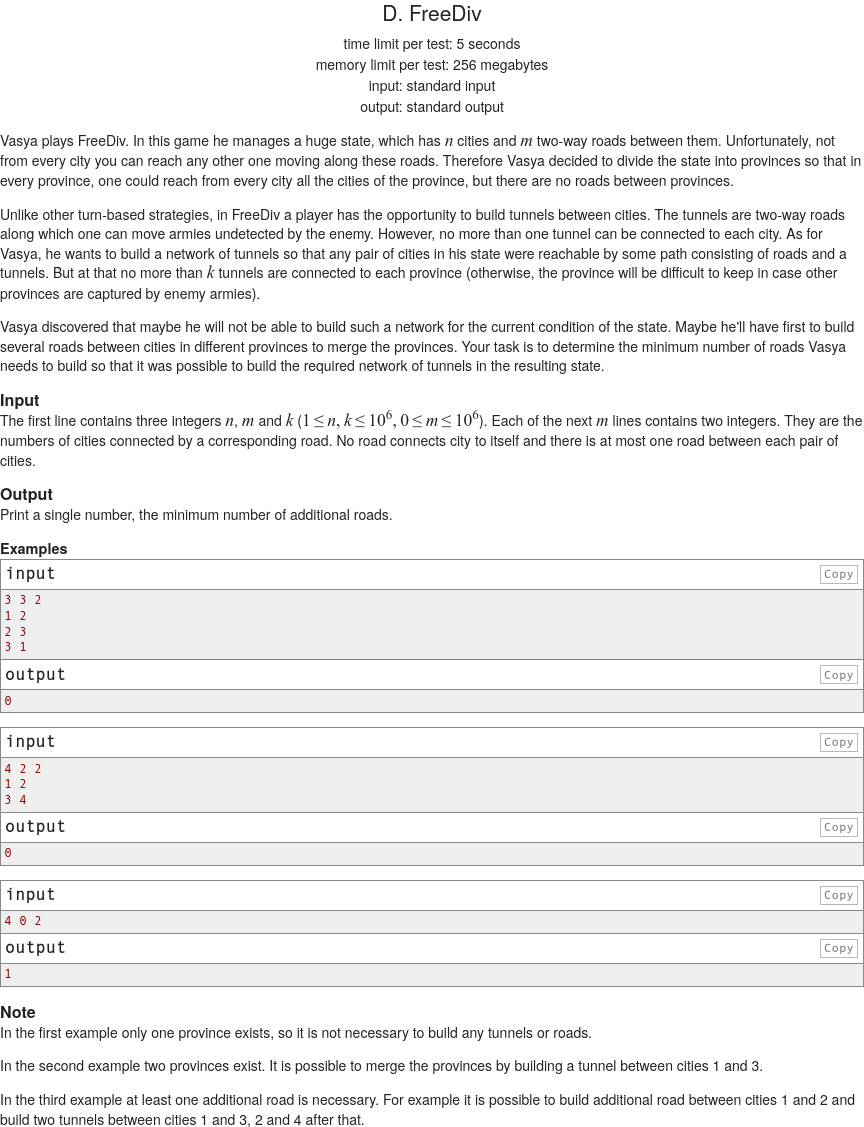 D. FreeDiv
time limit per test: 5 seconds
memory limit per test: 256 megabytes
input: standard input
output: standard output
Vasya plays FreeDiv. In this game he manages a huge state, which has n cities and m two-way roads between them. Unfortunately, not
from every city you can reach any other one moving along these roads. Therefore Vasya decided to divide the state into provinces so that in
every province, one could reach from every city all the cities of the province, but there are no roads between provinces.
Unlike other turn-based strategies, in FreeDiv a player has the opportunity to build tunnels between cities. The tunnels are two-way roads
along which one can move armies undetected by the enemy. However, no more than one tunnel can be connected to each city. As for
Vasya, he wants to build a network of tunnels so that any pair of cities in his state were reachable by some path consisting of roads and a
tunnels. But at that no more than k tunnels are connected to each province (otherwise, the province will be difficult to keep in case other
provinces are captured by enemy armies).
Vasya discovered that maybe he will not be able to build such a network for the current condition of the state. Maybe he'll have first to build
several roads between cities in different provinces to merge the provinces. Your task is to determine the minimum number of roads Vasya
needs to build so that it was possible to build the required network of tunnels in the resulting state.
Input
The first line contains three integers n, m and k (1 ≤ n, k ≤ 10⁶, 0 ≤ m ≤ 10⁶). Each of the next m lines contains two integers. They are the
numbers of cities connected by a corresponding road. No road connects city to itself and there is at most one road between each pair of
cities.
Output
Print a single number, the minimum number of additional roads.
Examples
input
Copy
3 3 2
1 2
2 3
3 1
output
Copy
0
input
Copy
4 2 2
1 2
3 4
output
Copy
0
input
Copy
4 0 2
output
Copy
1
Note
In the first example only one province exists, so it is not necessary to build any tunnels or roads.
In the second example two provinces exist. It is possible to merge the provinces by building a tunnel between cities 1 and 3.
In the third example at least one additional road is necessary. For example it is possible to build additional road between cities 1 and 2 and
build two tunnels between cities 1 and 3, 2 and 4 after that.